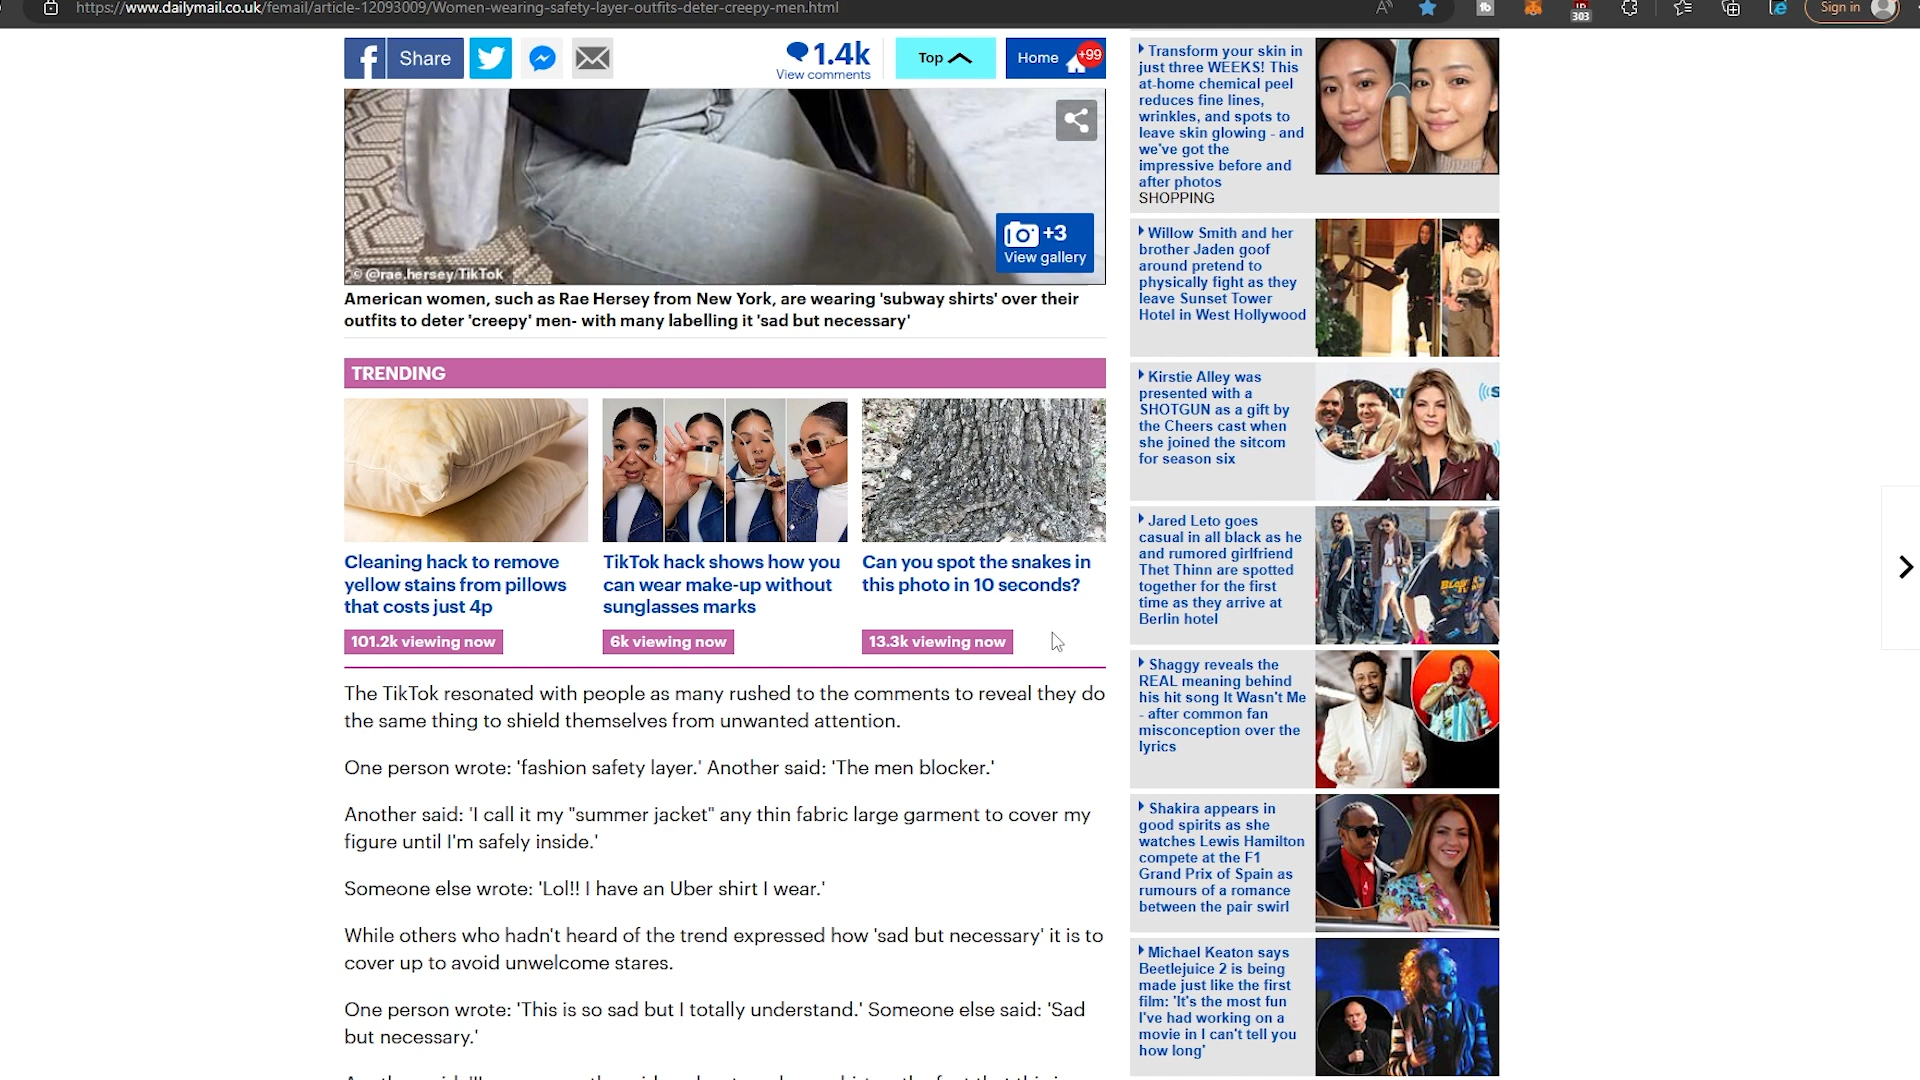 https://www.dailymail.co.uk/femail/article-12093009/Women-wearing-safety-layer-outfits-deter-creepy-men.html
303
Sign in
Share
1.4k
View comments
Top
Home
+99
+3
View gallery
© @rae.hersey/TikTok
American women, such as Rae Hersey from New York, are wearing 'subway shirts' over their
outfits to deter 'creepy' men- with many labelling it 'sad but necessary'
TRENDING
Cleaning hack to remove
yellow stains from pillows
that costs just 4p
101.2k viewing now
TikTok hack shows how you
can wear make-up without
sunglasses marks
6k viewing now
Can you spot the snakes in
this photo in 10 seconds?
13.3k viewing now
The TikTok resonated with people as many rushed to the comments to reveal they do
the same thing to shield themselves from unwanted attention.
One person wrote: 'fashion safety layer.' Another said: 'The men blocker.'
Another said: 'I call it my "summer jacket" any thin fabric large garment to cover my
figure until I'm safely inside.'
Someone else wrote: 'Lol!! I have an Uber shirt I wear.'
While others who hadn't heard of the trend expressed how 'sad but necessary' it is to
cover up to avoid unwelcome stares.
One person wrote: 'This is so sad but I totally understand.' Someone else said: 'Sad
but necessary.'
Transform your skin in
just three WEEKS! This
at-home chemical peel
reduces fine lines,
wrinkles, and spots to
leave skin glowing - and
we've got the
impressive before and
after photos
SHOPPING
Willow Smith and her
brother Jaden goof
around pretend to
physically fight as they
leave Sunset Tower
Hotel in West Hollywood
Kirstie Alley was
presented with a
SHOTGUN as a gift by
the Cheers cast when
she joined the sitcom
for season six
Jared Leto goes
casual in all black as he
and rumored girlfriend
Thet Thinn are spotted
together for the first
time as they arrive at
Berlin hotel
Shaggy reveals the
REAL meaning behind
his hit song It Wasn't Me
- after common fan
misconception over the
lyrics
Shakira appears in
good spirits as she
watches Lewis Hamilton
compete at the F1
Grand Prix of Spain as
rumours of a romance
between the pair swirl
Michael Keaton says
Beetlejuice 2 is being
made just like the first
film: 'It's the most fun
I've had working on a
movie in I can't tell you
how long'